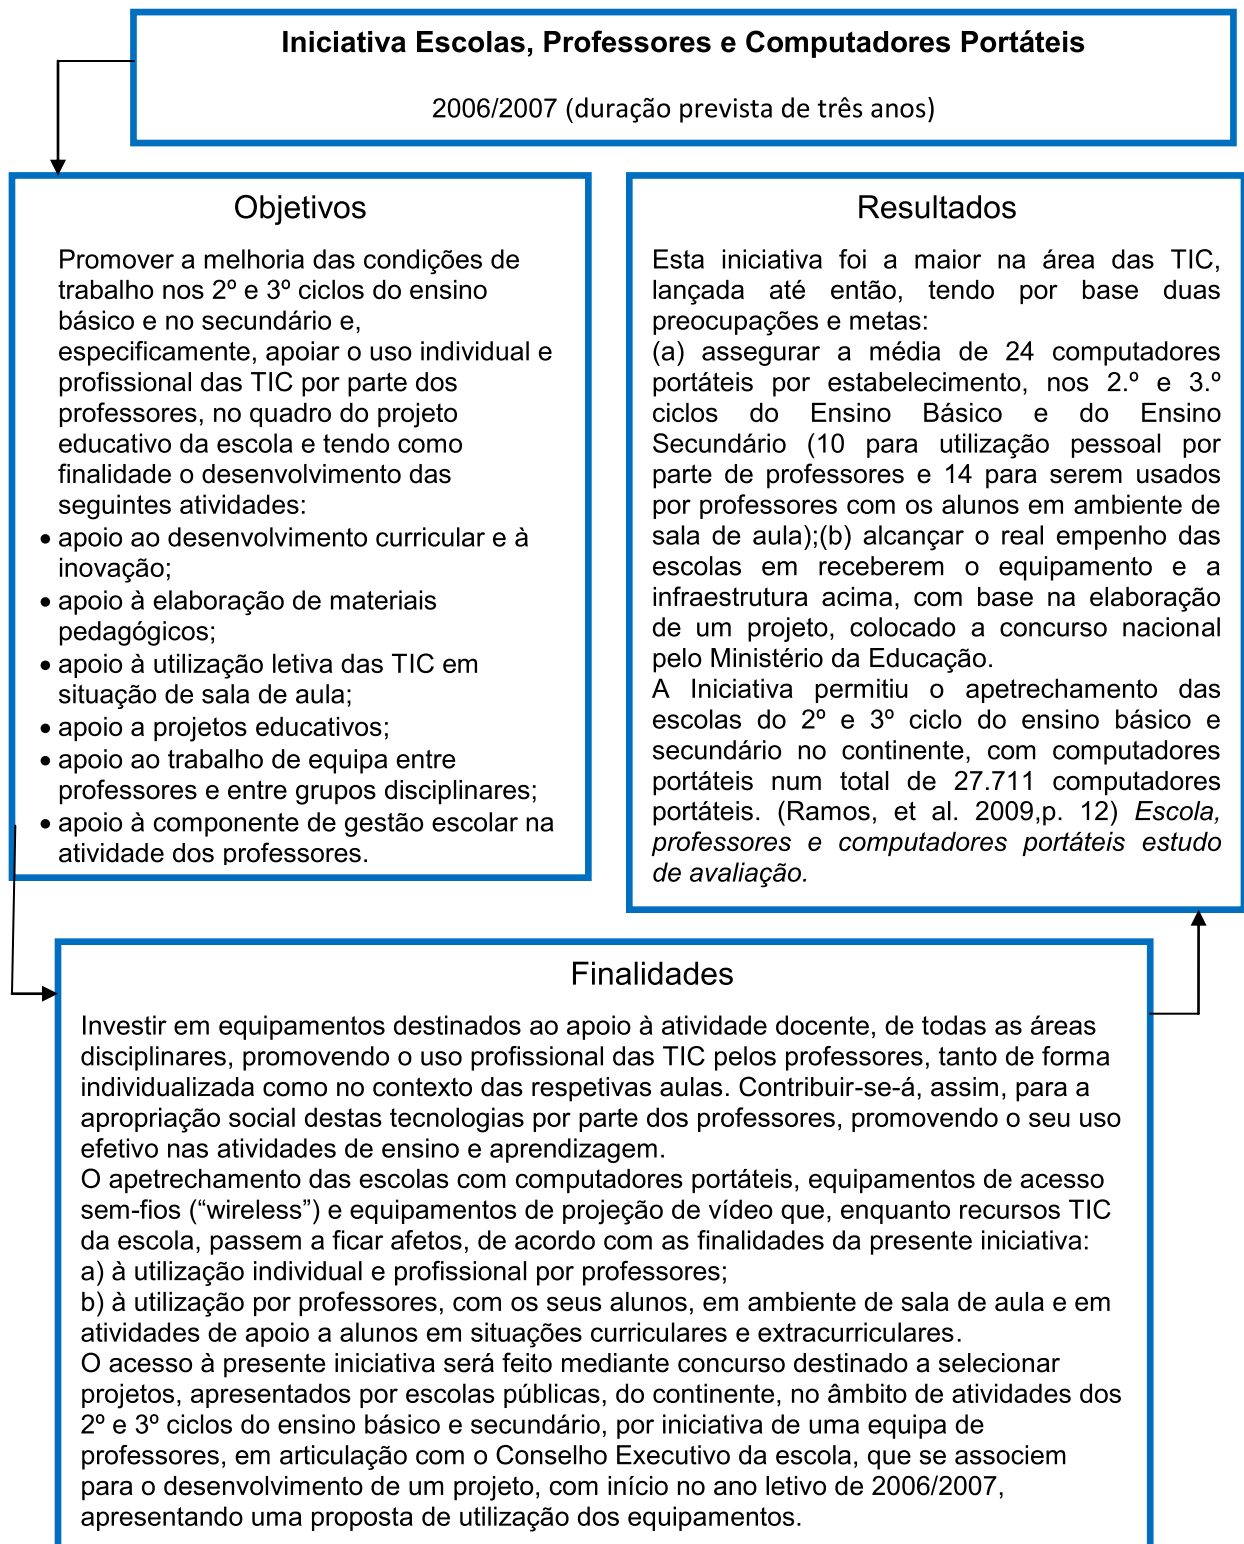 Iniciativa Escolas, Professores e Computadores Portáteis
2006/2007 (duração prevista de três anos)
Objetivos
Promover a melhoria das condições de
trabalho nos 2º e 3º ciclos do ensino
básico e no secundário e,
especificamente, apoiar o uso individual e
profissional das TIC por parte dos
professores, no quadro do projeto
educativo da escola e tendo como
finalidade o desenvolvimento das
seguintes atividades:
• apoio ao desenvolvimento curricular e à
inovação;
• apoio à elaboração de materiais
pedagógicos;
• apoio à utilização letiva das TIC em
situação de sala de aula;
• apoio a projetos educativos;
• apoio ao trabalho de equipa entre
professores e entre grupos disciplinares;
• apoio à componente de gestão escolar na
atividade dos professores.
Resultados
Esta iniciativa foi a maior na área das TIC,
lançada até então, tendo por base duas
preocupações e metas:
(a) assegurar a média de 24 computadores
portáteis por estabelecimento, nos 2.º e 3.º
ciclos do Ensino Básico e do Ensino
Secundário (10 para utilização pessoal por
parte de professores e 14 para serem usados
por professores com os alunos em ambiente de
sala de aula);(b) alcançar o real empenho das
escolas em receberem o equipamento e a
infraestrutura acima, com base na elaboração
de um projeto, colocado a concurso nacional
pelo Ministério da Educação.
A Iniciativa permitiu o apetrechamento das
escolas do 2º e 3º ciclo do ensino básico e
secundário no continente, com computadores
portáteis num total de 27.711 computadores
portáteis. (Ramos, et al. 2009,p. 12) Escola,
professores e computadores portáteis estudo
de avaliação.
Finalidades
Investir em equipamentos destinados ao apoio à atividade docente, de todas as áreas
disciplinares, promovendo o uso profissional das TIC pelos professores, tanto de forma
individualizada como no contexto das respetivas aulas. Contribuir-se-á, assim, para a
apropriação social destas tecnologias por parte dos professores, promovendo o seu uso
efetivo nas atividades de ensino e aprendizagem.
O apetrechamento das escolas com computadores portáteis, equipamentos de acesso
sem-fios (“wireless”) e equipamentos de projeção de vídeo que, enquanto recursos TIC
da escola, passem a ficar afetos, de acordo com as finalidades da presente iniciativa:
a) à utilização individual e profissional por professores;
b) à utilização por professores, com os seus alunos, em ambiente de sala de aula e em
atividades de apoio a alunos em situações curriculares e extracurriculares.
O acesso à presente iniciativa será feito mediante concurso destinado a selecionar
projetos, apresentados por escolas públicas, do continente, no âmbito de atividades dos
2º e 3º ciclos do ensino básico e secundário, por iniciativa de uma equipa de
professores, em articulação com o Conselho Executivo da escola, que se associem
para o desenvolvimento de um projeto, com início no ano letivo de 2006/2007,
apresentando uma proposta de utilização dos equipamentos.